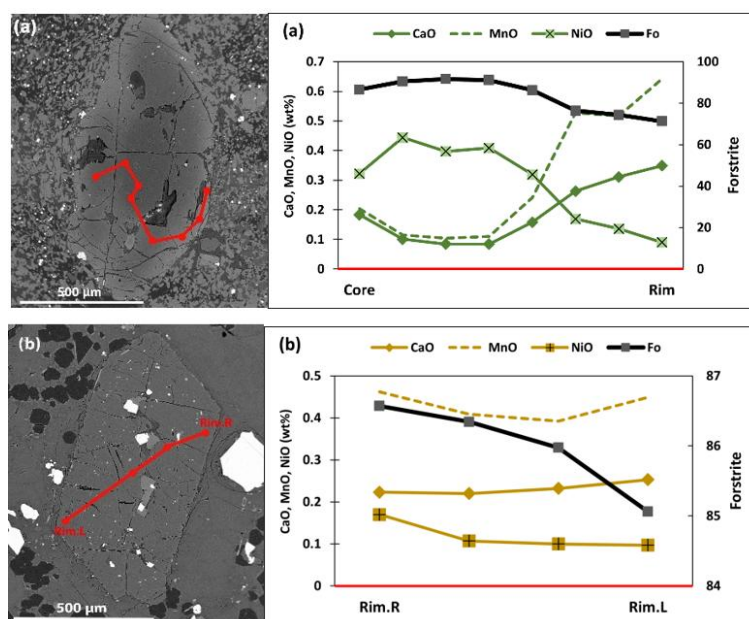 (a)
500 µm
(a)
CaO MnO NiO Fo
CaO, MnO, NiO (wt%)
0.7
0.6
0.5
0.4
0.3
0.2
0.1
0
100
80
60
40
20
0
Forstrite
Core Rim
(b)
Rim.R
Rim.L
500 µm
(b)
CaO MnO NiO Fo
CaO, MnO, NiO (wt%)
0.5
0.4
0.3
0.2
0.1
0
87
86
85
84
Forstrite
Rim.R Rim.L